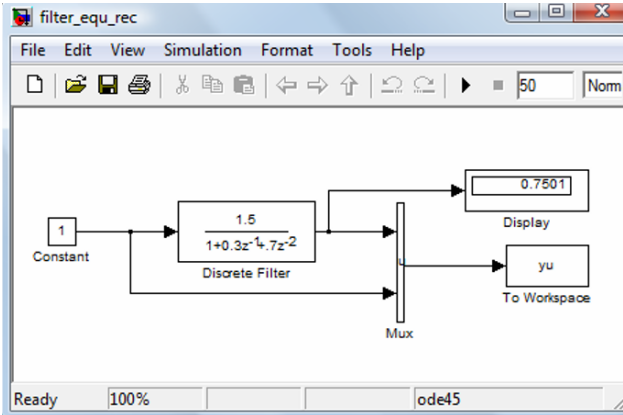 filter_equ_rec
File Edit View Simulation Format Tools Help
50 Norm
0.7501
Display
1.5
1+0.3z-1+.7z-2
Discrete Filter
1
Constant
u
yu
To Workspace
Mux
Ready 100% ode45